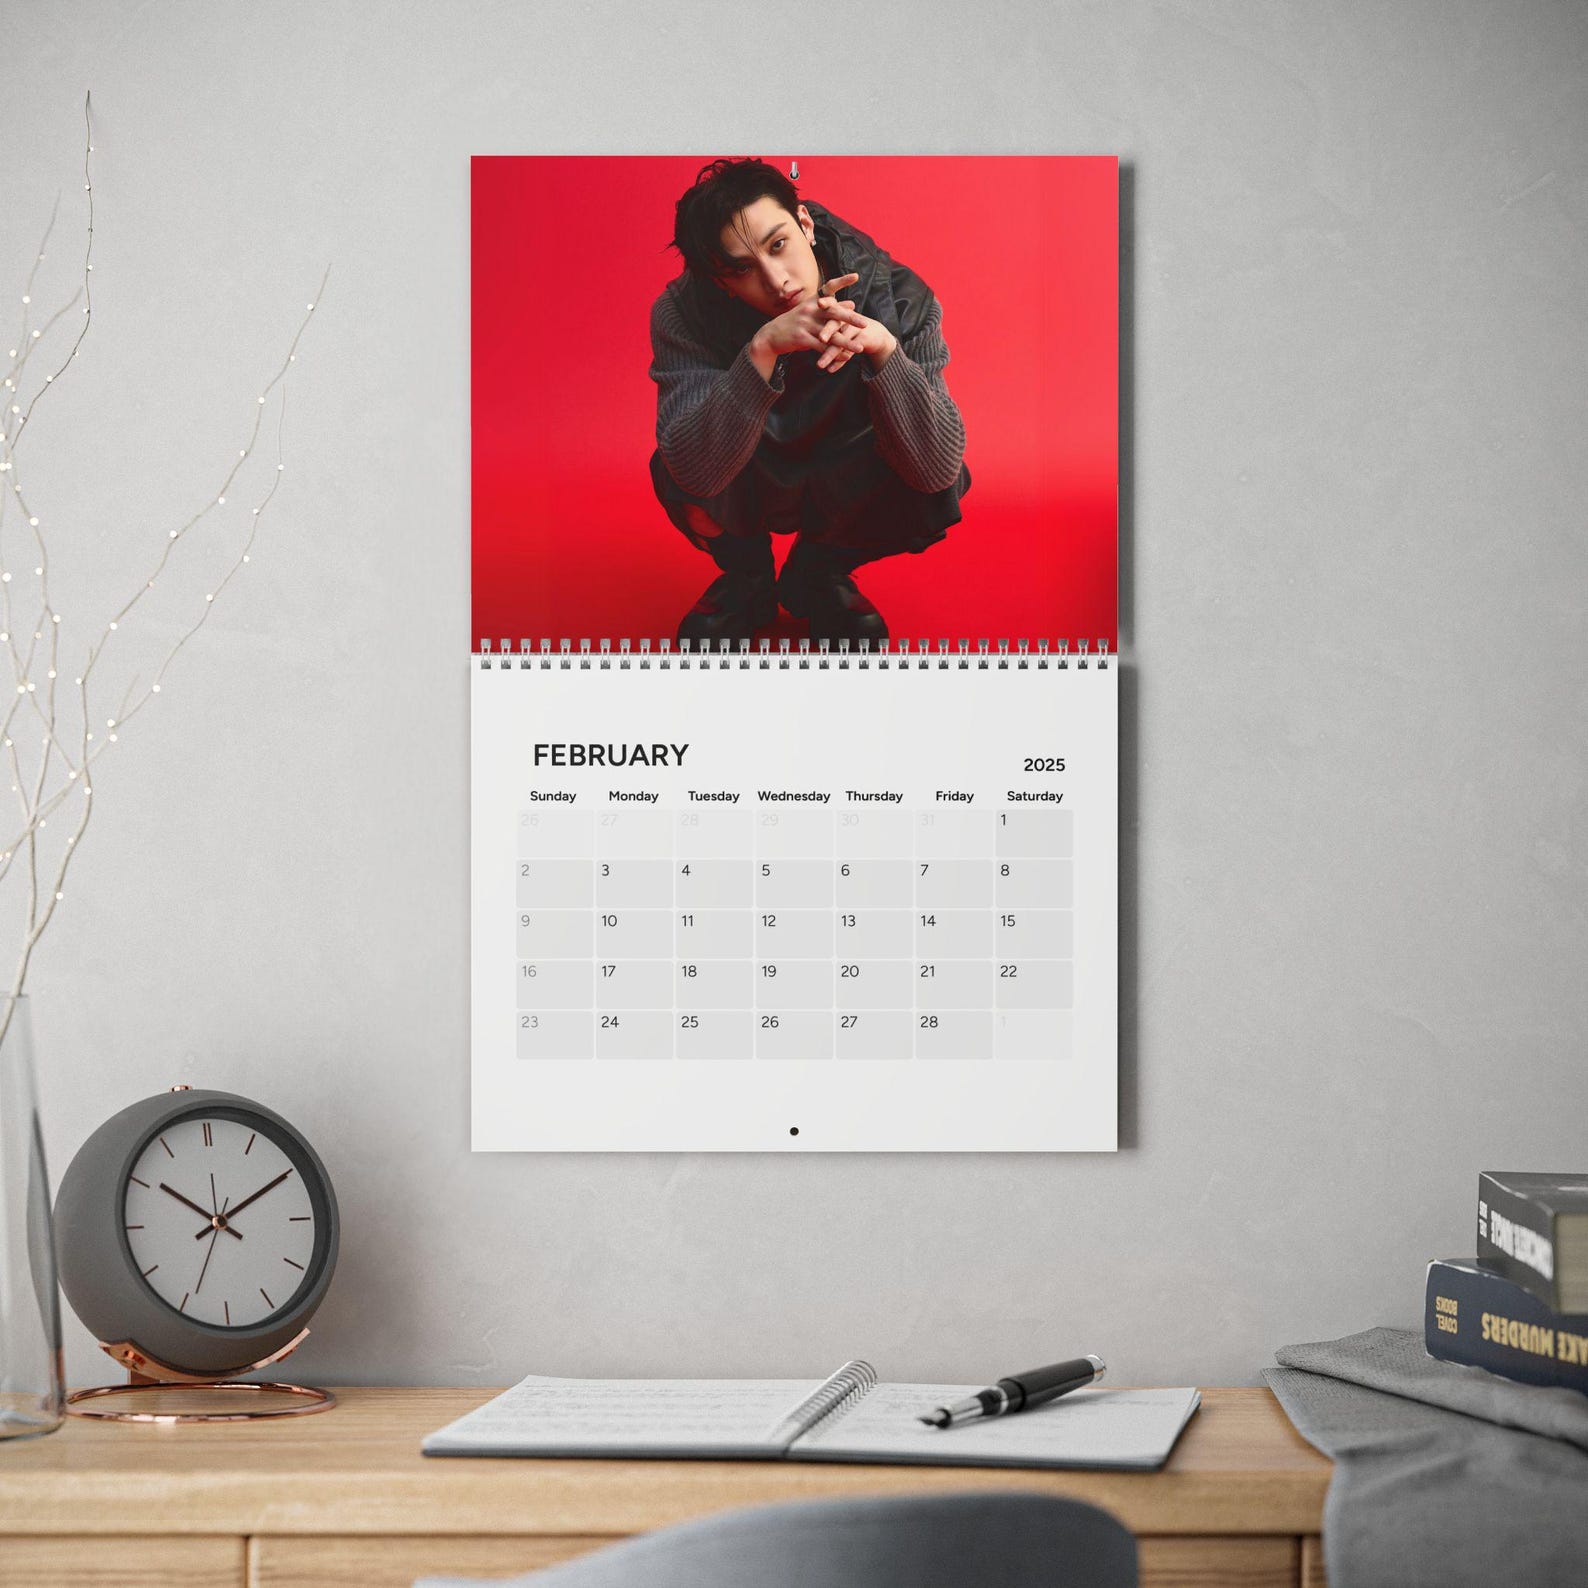 FEBRUARY
2025
Sunday Monday Tuesday Wednesday Thursday Friday Saturday
26 27 28 29 30 31 1
2 3 4 5 6 7 8
9 10 11 12 13 14 15
16 17 18 19 20 21 22
23 24 25 26 27 28 1
COVEL BOOKS
AKE MURDERS